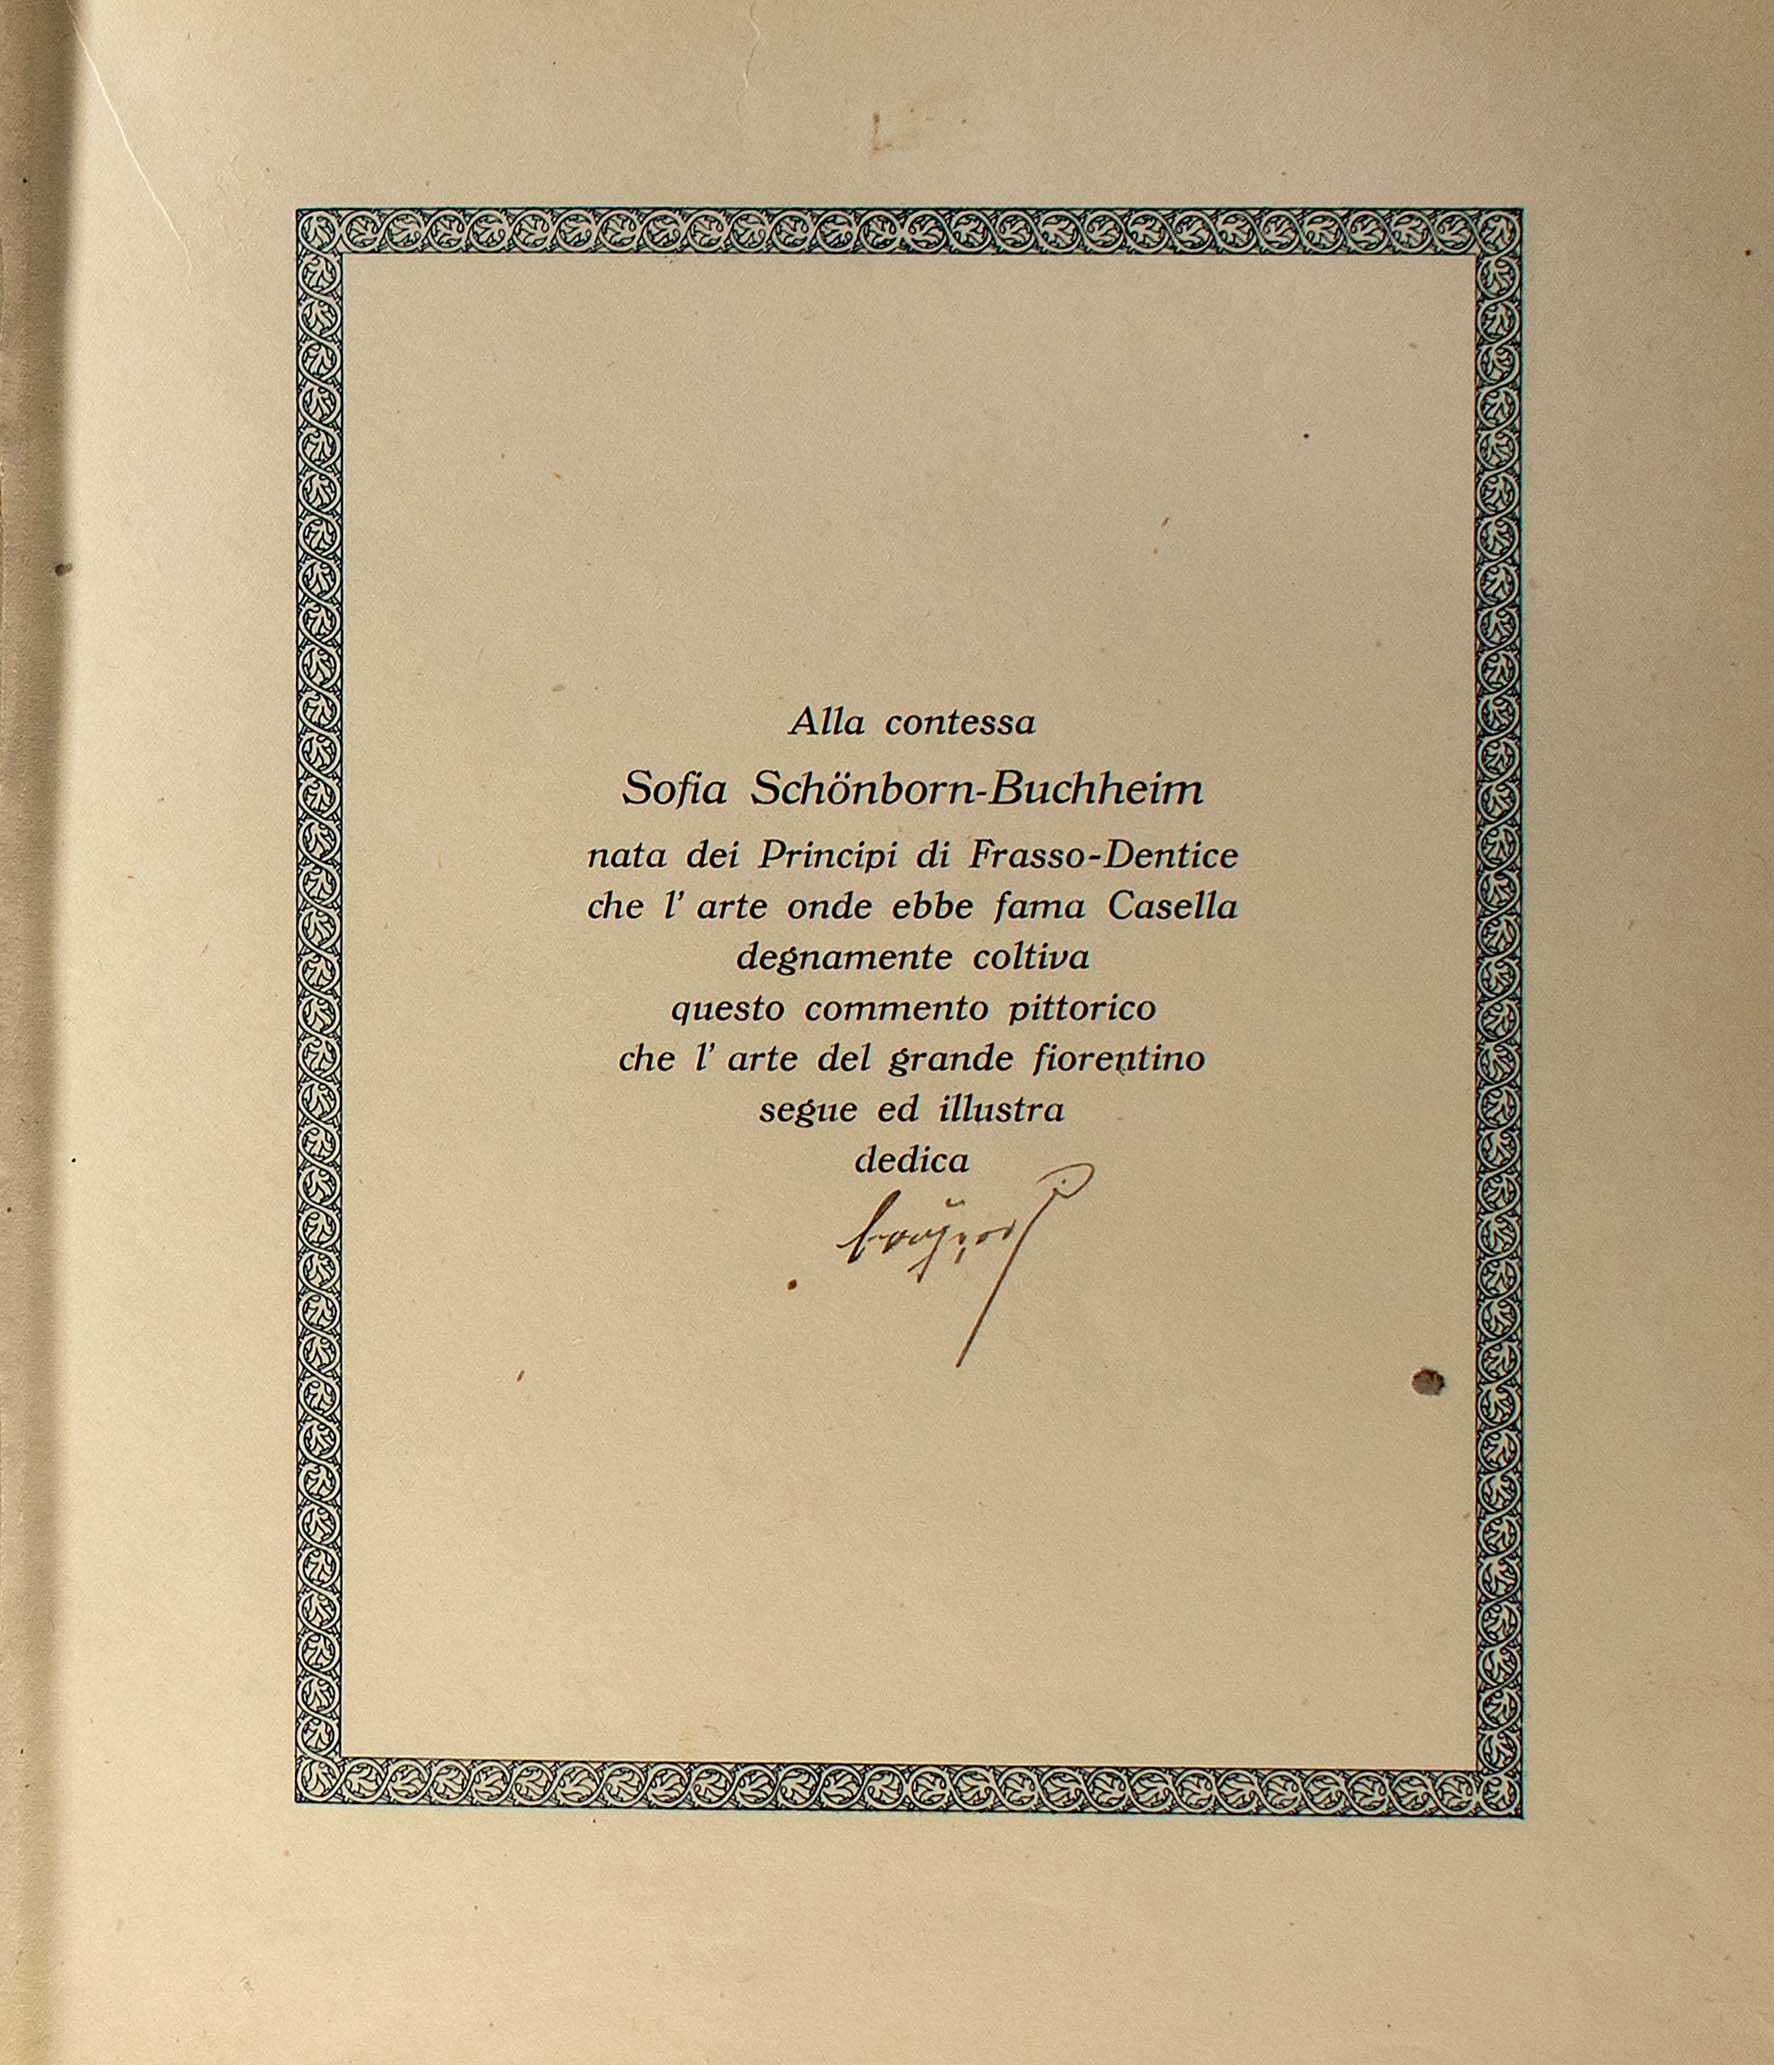 Alla contessa
Sofia Schönborn-Buchheim
nata dei Principi di Frasso-Dentice
che l' arte onde ebbe fama Casella
degnamente coltiva
questo commento pittorico
che l' arte del grande fiorentino
segue ed illustra
dedica